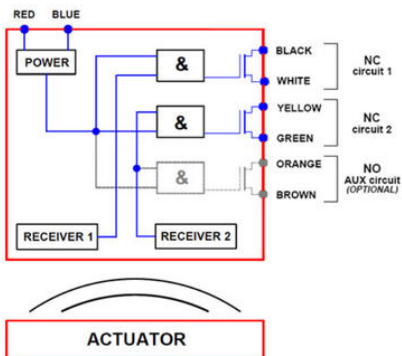 RED BLUE
POWER
&
BLACK
WHITE
NC
circuit 1
&
YELLOW
GREEN
NC
circuit 2
&
ORANGE
BROWN
NO
AUX circuit
(OPTIONAL)
RECEIVER 1
RECEIVER 2
ACTUATOR